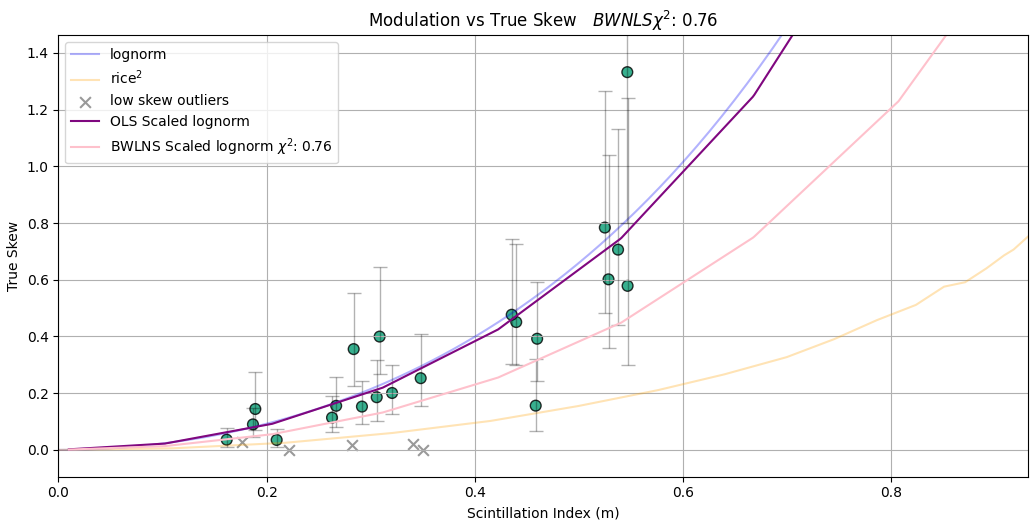 Modulation vs True Skew BWNLSχ²: 0.76
lognorm
rice²
low skew outliers
OLS Scaled lognorm
BWLNS Scaled lognorm χ²: 0.76
True Skew
1.4
1.2
1.0
0.8
0.6
0.4
0.2
0.0
0.0 0.2 0.4 0.6 0.8
Scintillation Index (m)